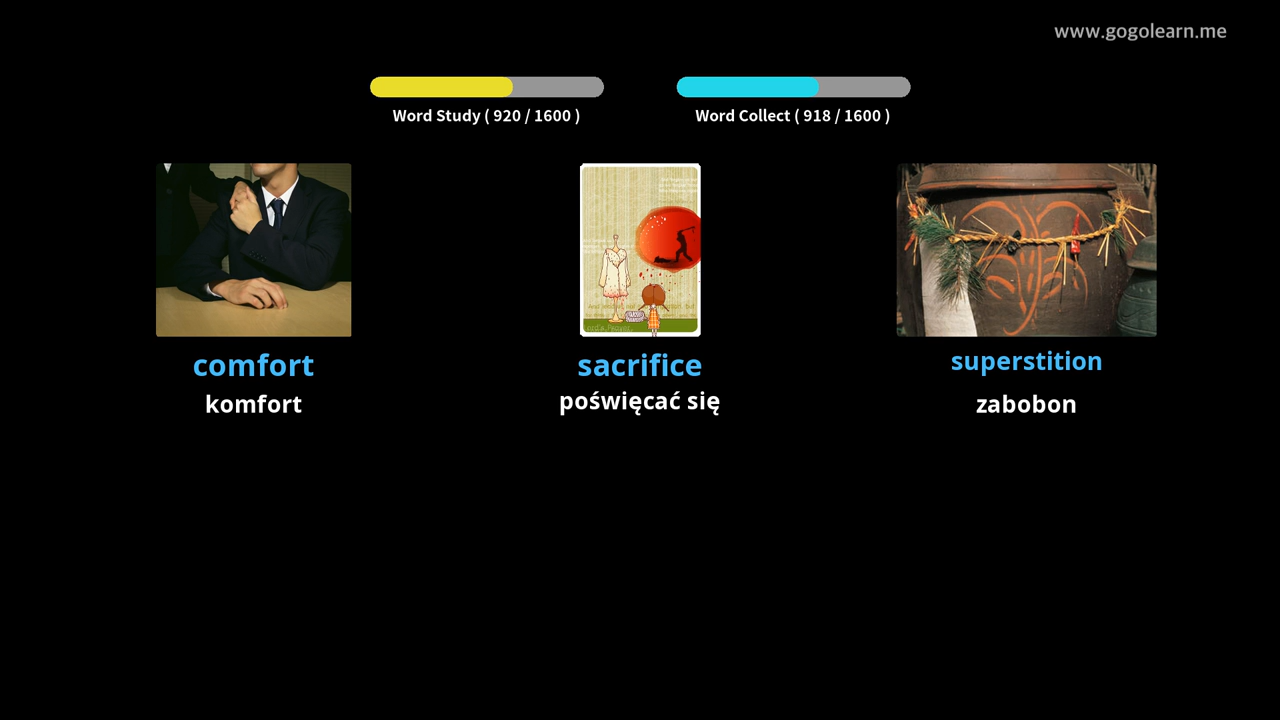 www.gogolearn.me
Word Study ( 920 / 1600 )
Word Collect ( 918 / 1600 )
comfort
sacrifice
superstition
komfort
poświęcać się
zabobon